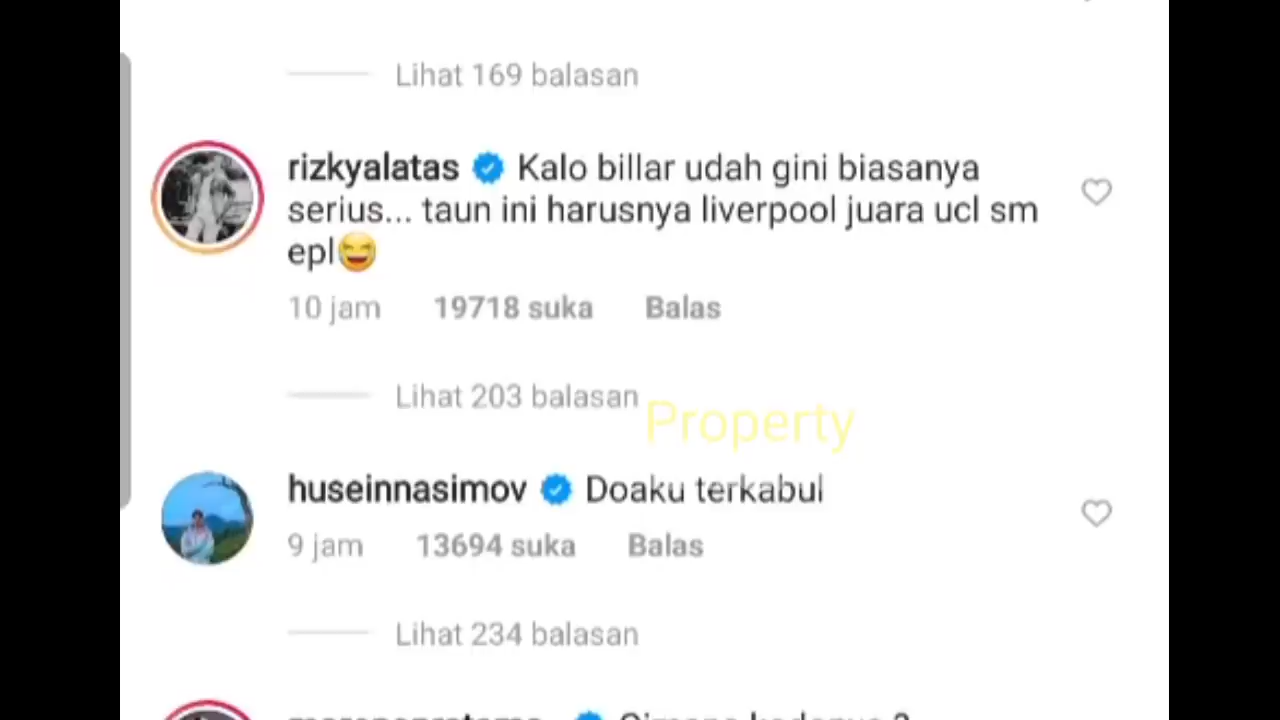 Lihat 169 balasan
rizkyalatas Kalo billar udah gini biasanya
serius... taun ini harusnya liverpool juara ucl sm
epl😆
10 jam 19718 suka Balas
Lihat 203 balasan
Property
huseinnasimov Doaku terkabul
9 jam 13694 suka Balas
Lihat 234 balasan